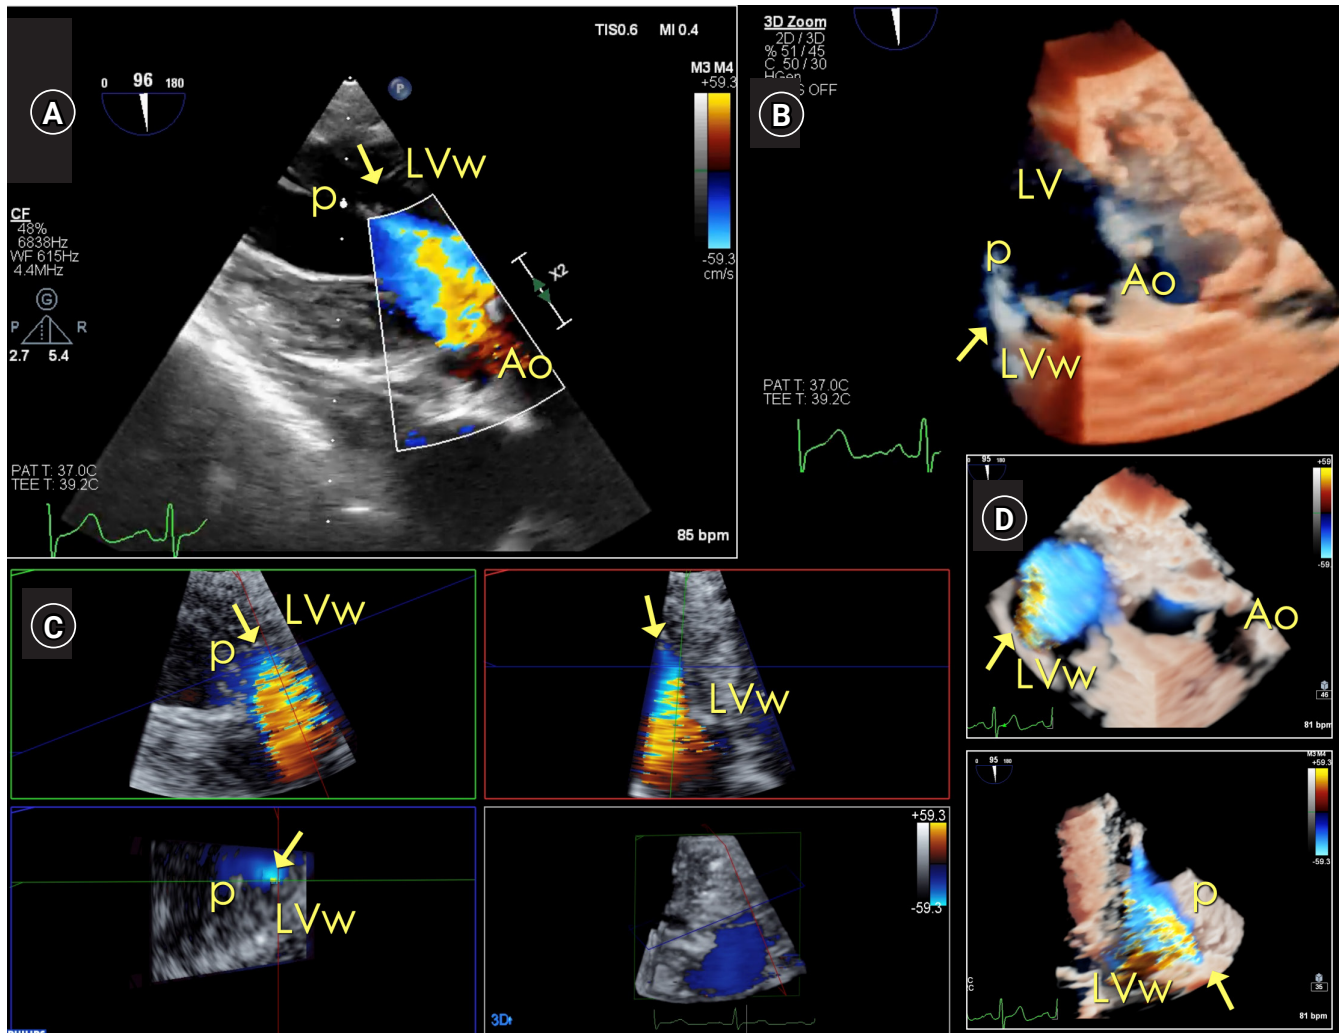 A
0 96 180
P
TIS0.6 MI 0.4
M3 M4
+59.3
-59.3
cm/s
LVw
p
CF
48%
6838Hz
WF 615Hz
4.4MHz
G
P R
2.7 5.4
X2
Ao
PAT T: 37.0C
TEE T: 39.2C
85 bpm
B
3D Zoom
2D / 3D
% 51 / 45
C 50 / 30
HGen
S OFF
LV
p
Ao
LVw
PAT T: 37.0C
TEE T: 39.2C
C
LVw
p
LVw
p
LVw
+59.3
-59.3
3D
D
0 95 180
+59
-59.
Ao
LVw
46
81 bpm
0 95 180
M3 M4
+59.3
-59.3
p
LVw
C
C
35
81 bpm